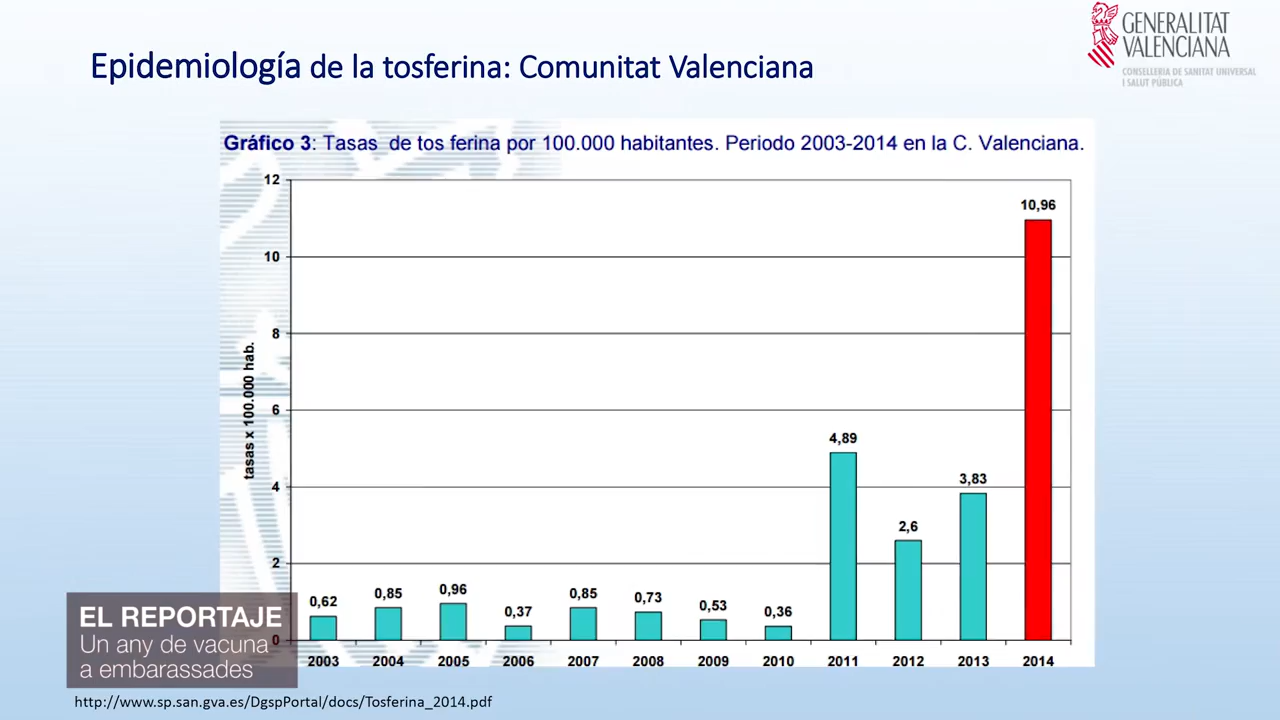 Epidemiología de la tosferina: Comunitat Valenciana
GENERALITAT
VALENCIANA
CONSELLERIA DE SANITAT UNIVERSAL
I SALUT PÚBLICA
Gráfico 3: Tasas de tos ferina por 100.000 habitantes. Periodo 2003-2014 en la C. Valenciana.
tasas x 100.000 hab.
12
10
8
6
4
2
0
0,62
0,85
0,96
0,37
0,85
0,73
0,53
0,36
4,89
2,6
3,83
10,96
2003 2004 2005 2006 2007 2008 2009 2010 2011 2012 2013 2014
EL REPORTAJE
Un any de vacuna
a embarassades
http://www.sp.san.gva.es/DgspPortal/docs/Tosferina_2014.pdf